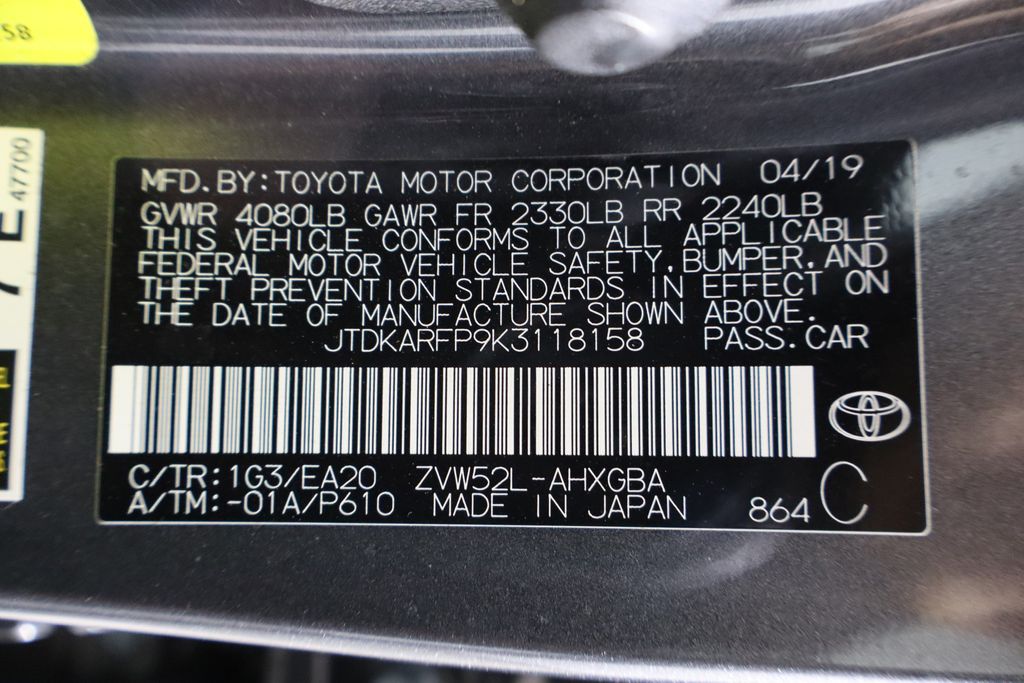 58
47700
MFD.BY:TOYOTA MOTOR CORPORATION 04/19
GVWR 4080LB GAWR FR 2330LB RR 2240LB
THIS VEHICLE CONFORMS TO ALL APPLICABLE
FEDERAL MOTOR VEHICLE SAFETY,BUMPER,AND
THEFT PREVENTION STANDARDS IN EFFECT ON
THE DATE OF MANUFACTURE SHOWN ABOVE.
JTDKARFP9K3118158 PASS.CAR
C/TR:1G3/EA20 ZVW52L-AHXGBA
A/TM:-01A/P610 MADE IN JAPAN 864 C